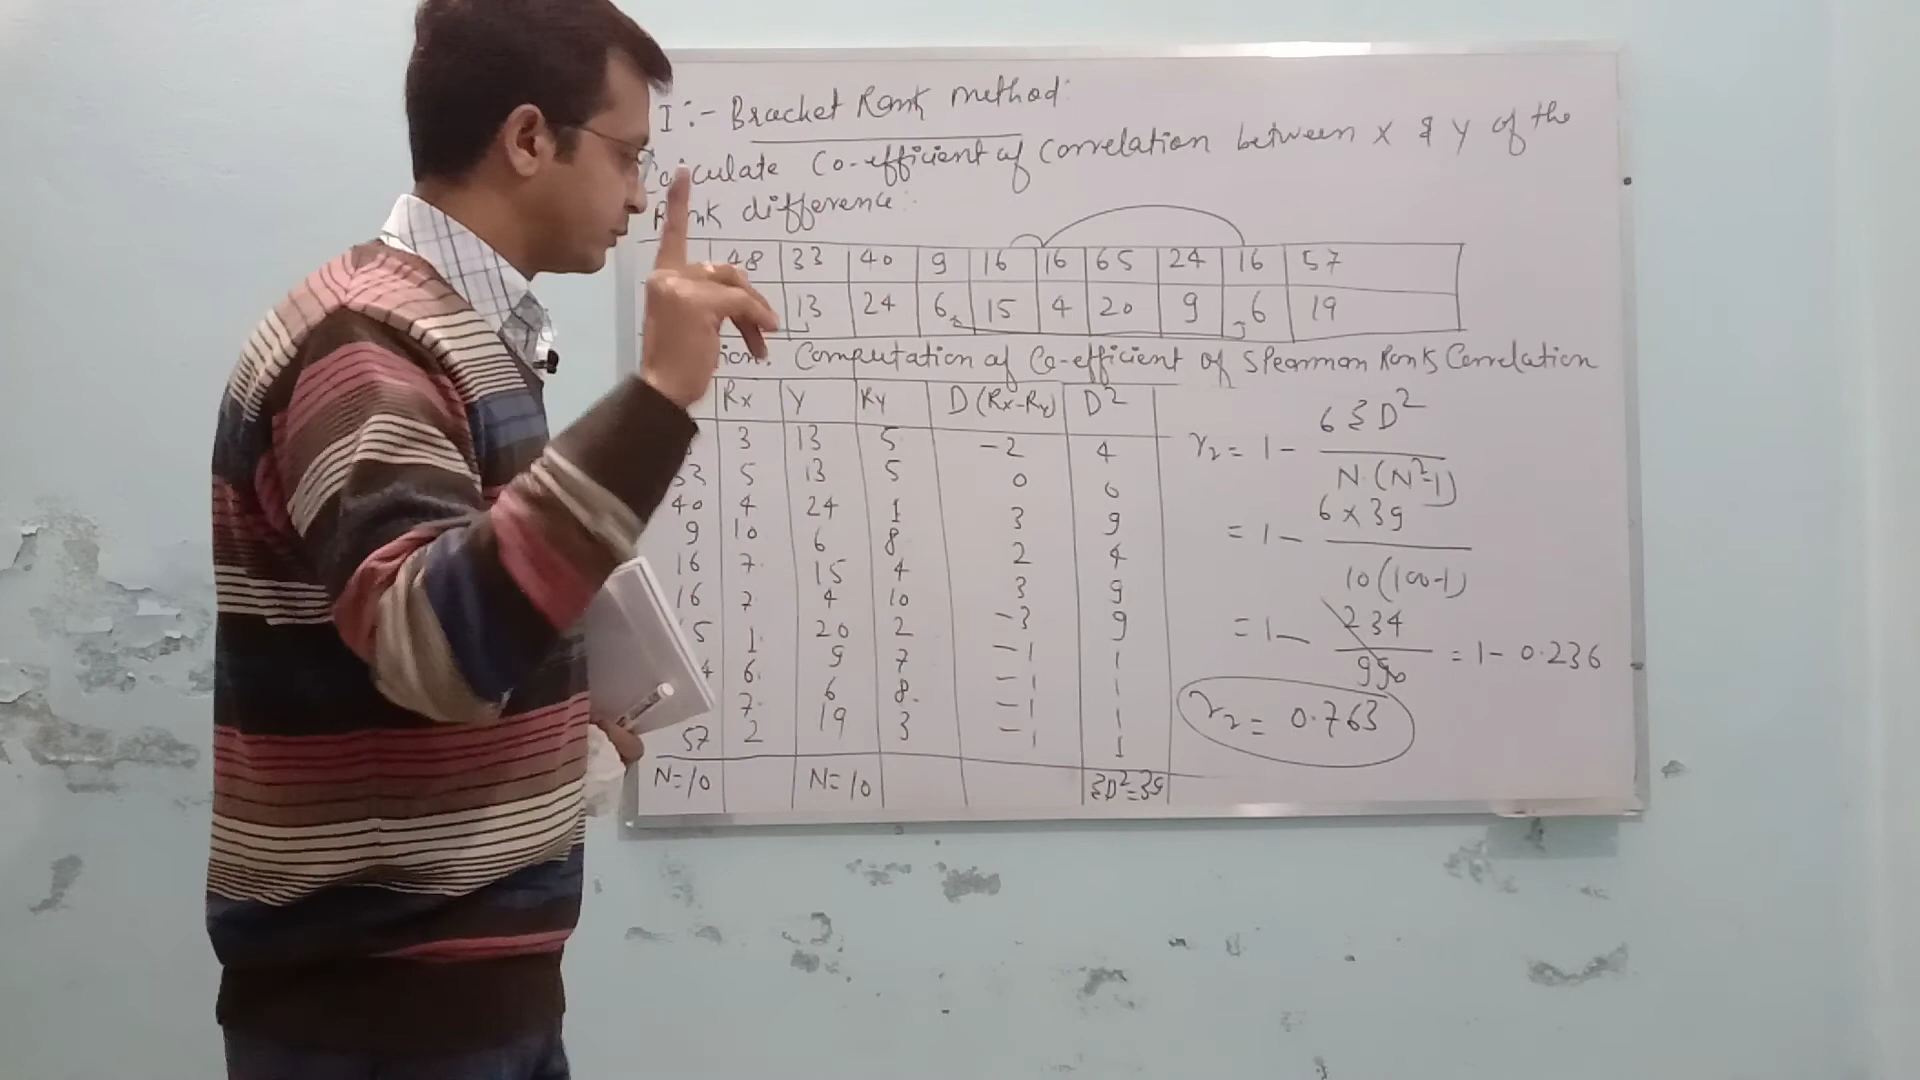 I :- Bracket Rank method:
Calculate Co-efficient of Correlation between X & Y of the
Rank difference:
48 33 40 9 16 16 65 24 16 57
13 24 6 15 4 20 9 6 19
Computation of Co-efficient of Spearman Ranks Correlation
Rx Y Ry D (Rx-Ry) D²
3 13 5 -2 4
33 5 13 5 0 0
40 4 24 1 3 9
9 10 6 8 2 4
16 7 15 4 3 9
16 7 4 10 -3 9
5 1 20 2 -1 1
4 6 9 7 -1 1
7 6 8 -1 1
57 2 19 3 -1 1
N=10 N=10 ΣD²=39
r₂ = 1 - 6ΣD² / N(N²-1)
= 1 - 6x39 / 10(100-1)
= 1 - 234 / 990 = 1 - 0.236
r₂ = 0.763